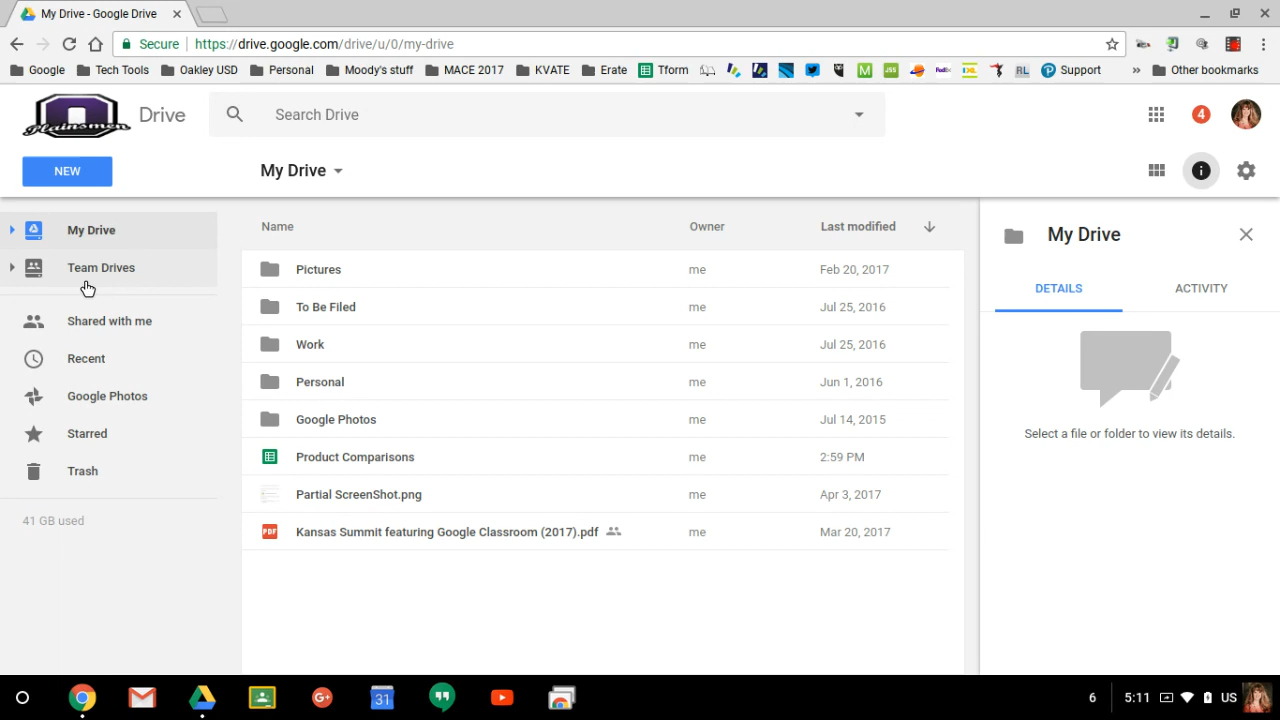 My Drive - Google Drive
Secure https://drive.google.com/drive/u/0/my-drive
Google Tech Tools Oakley USD Personal Moody's stuff MACE 2017 KVATE Erate Tform FedEx IXL RL Support » Other bookmarks
Plainsmen Drive Search Drive 4
NEW My Drive
My Drive
Team Drives
Shared with me
Recent
Google Photos
Starred
Trash
41 GB used
Name Owner Last modified
Pictures me Feb 20, 2017
To Be Filed me Jul 25, 2016
Work me Jul 25, 2016
Personal me Jun 1, 2016
Google Photos me Jul 14, 2015
Product Comparisons me 2:59 PM
Partial ScreenShot.png me Apr 3, 2017
PDF Kansas Summit featuring Google Classroom (2017).pdf me Mar 20, 2017
My Drive
DETAILS ACTIVITY
Select a file or folder to view its details.
31 6 5:11 US